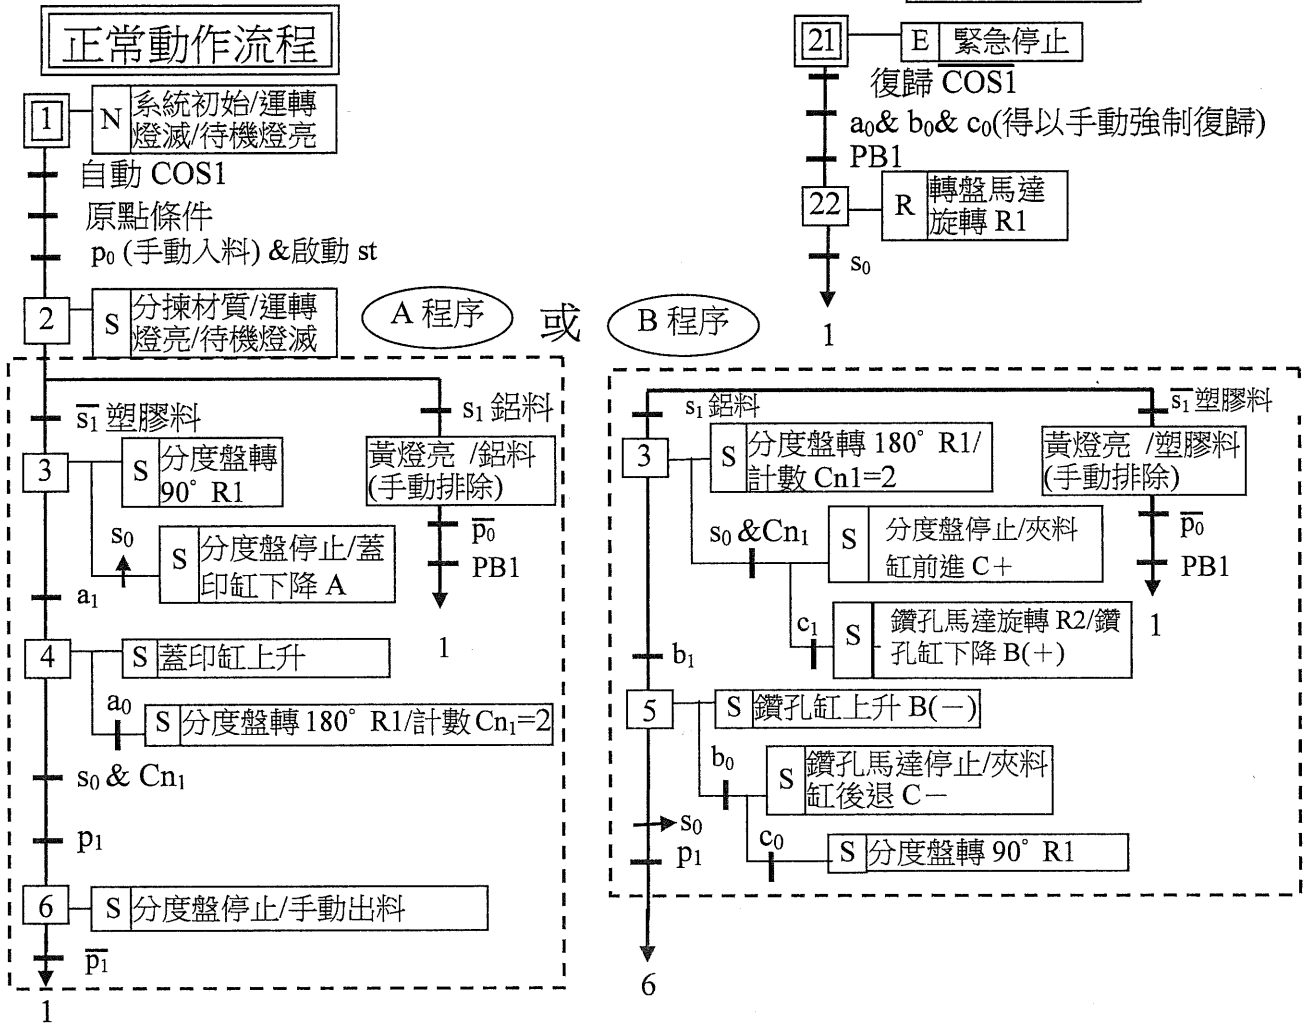 正常動作流程
1
N
系統初始/運轉
燈滅/待機燈亮
自動 COS1
原點條件
p₀ (手動入料) &啟動 st
2
S
分揀材質/運轉
燈亮/待機燈滅
A 程序
或
B 程序
21
E
緊急停止
復歸 C̅O̅S̅1̅
a₀& b₀& c₀(得以手動強制復歸)
PB1
22
R
轉盤馬達
旋轉 R1
s₀
1
s̅₁̅ 塑膠料
s₁ 鋁料
3
S
分度盤轉
90° R1
黃燈亮 /鋁料
(手動排除)
s₀
S
分度盤停止/蓋
印缸下降 A
p̅₀̅
PB1
1
a₁
4
S
蓋印缸上升
a₀
S
分度盤轉 180° R1/計數 Cn₁=2
s₀ & Cn₁
p₁
6
S
分度盤停止/手動出料
p̅₁̅
1
s₁ 鋁料
s̅₁̅ 塑膠料
3
S
分度盤轉 180° R1/
計數 Cn1=2
黃燈亮 /塑膠料
(手動排除)
s₀ &Cn₁
S
分度盤停止/夾料
缸前進 C＋
p̅₀̅
PB1
1
c₁
S
鑽孔馬達旋轉 R2/鑽
孔缸下降 B(＋)
b₁
5
S
鑽孔缸上升 B(－)
b₀
S
鑽孔馬達停止/夾料
缸後退 C－
s₀
p₁
c₀
S
分度盤轉 90° R1
6